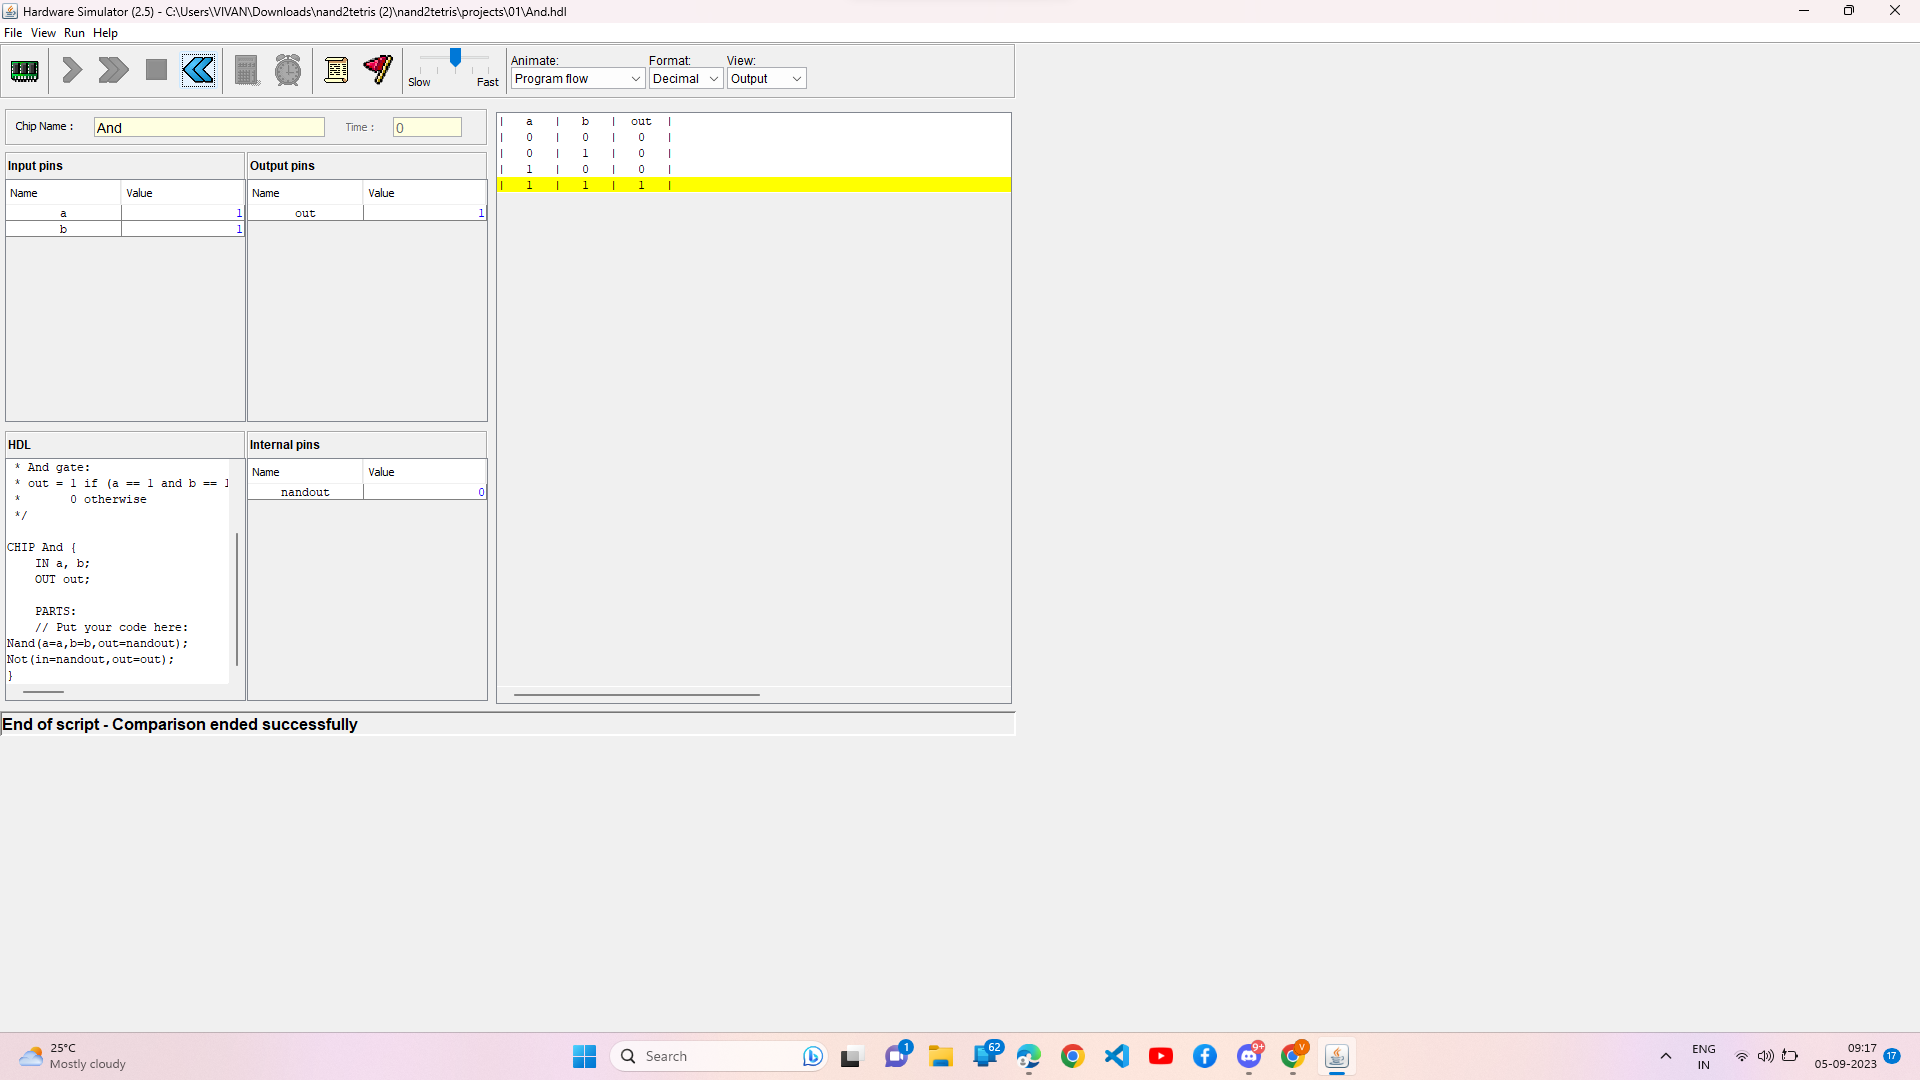 Hardware Simulator (2.5) - C:\Users\VIVAN\Downloads\nand2tetris (2)\nand2tetris\projects\01\And.hdl
File View Run Help
Slow Fast
Animate: Format: View:
Program flow Decimal Output
Chip Name : And Time : 0
Input pins
Name Value
a 1
b 1
Output pins
Name Value
out 1
HDL
* And gate:
* out = 1 if (a == 1 and b == 1
* 0 otherwise
*/
CHIP And {
IN a, b;
OUT out;
PARTS:
// Put your code here:
Nand(a=a,b=b,out=nandout);
Not(in=nandout,out=out);
}
Internal pins
Name Value
nandout 0
| a | b | out |
| 0 | 0 | 0 |
| 0 | 1 | 0 |
| 1 | 0 | 0 |
| 1 | 1 | 1 |
End of script - Comparison ended successfully
25°C
Mostly cloudy
Search
1
62
9+
V
ENG
IN
09:17
05-09-2023
17